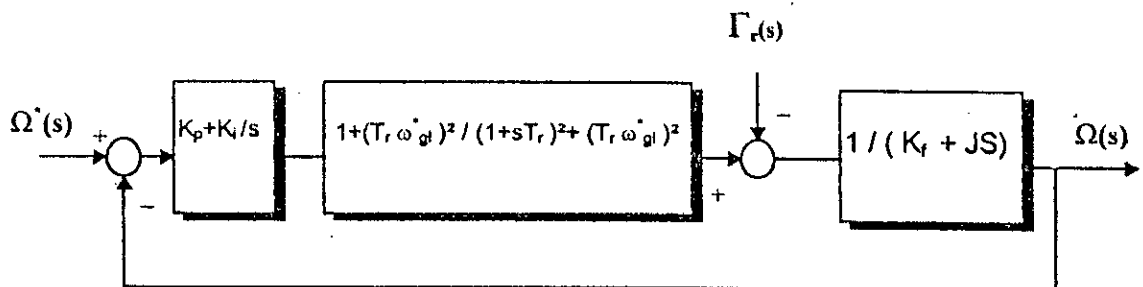 Γr(s)
−
Ω*(s)
+
Kp+Ki/s
1+(Tr ω*gl)² / (1+sTr)²+ (Tr ω*gl)²
+
1 / ( Kf + JS)
Ω(s)
−